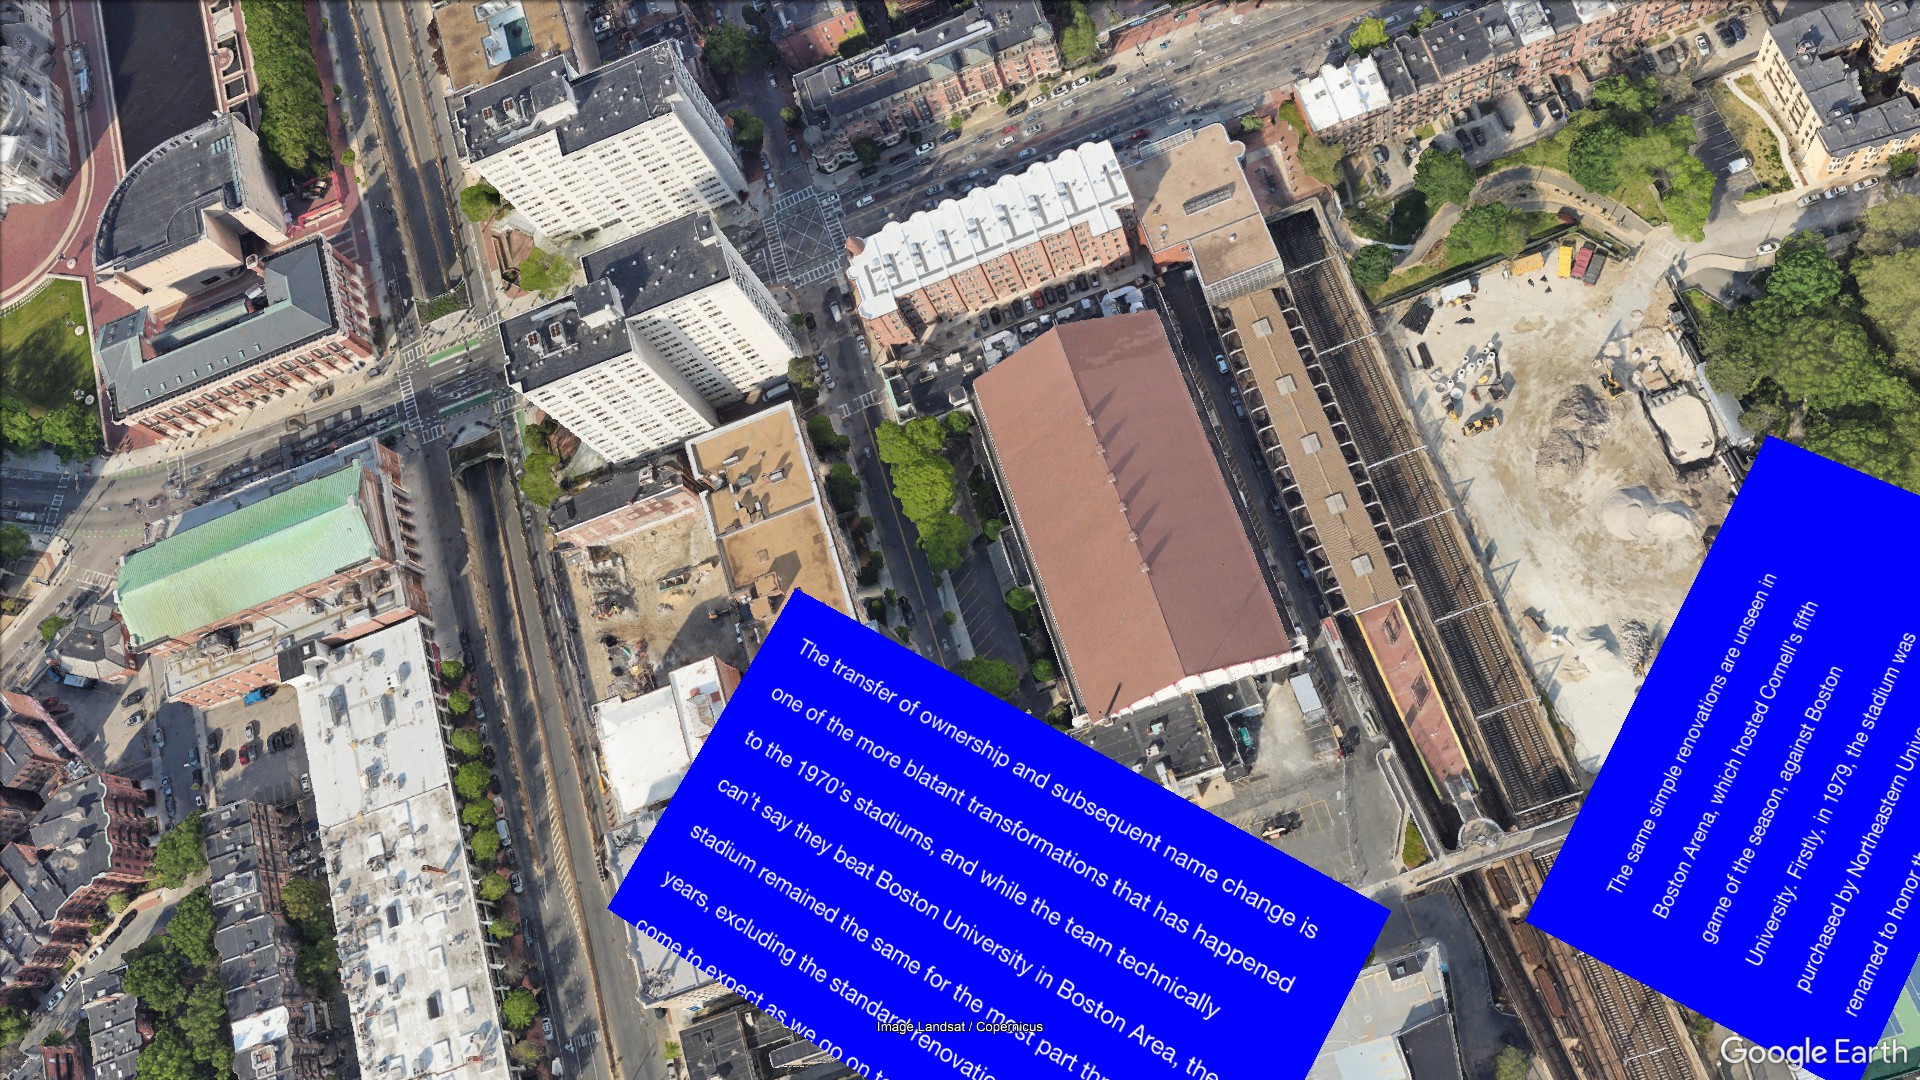 The transfer of ownership and subsequent name change is
one of the more blatant transformations that has happened
to the 1970's stadiums, and while the team technically
can't say they beat Boston University in Boston Area, the
stadium remained the same for the most part
years, excluding the standard
come to expect as we go on
The same simple renovations are unseen in
Boston Arena, which hosted Cornell's fifth
game of the season, against Boston
University. Firstly, in 1979, the stadium was
purchased by Northeastern
renamed to honor
Image Landsat / Copernicus
Google Earth